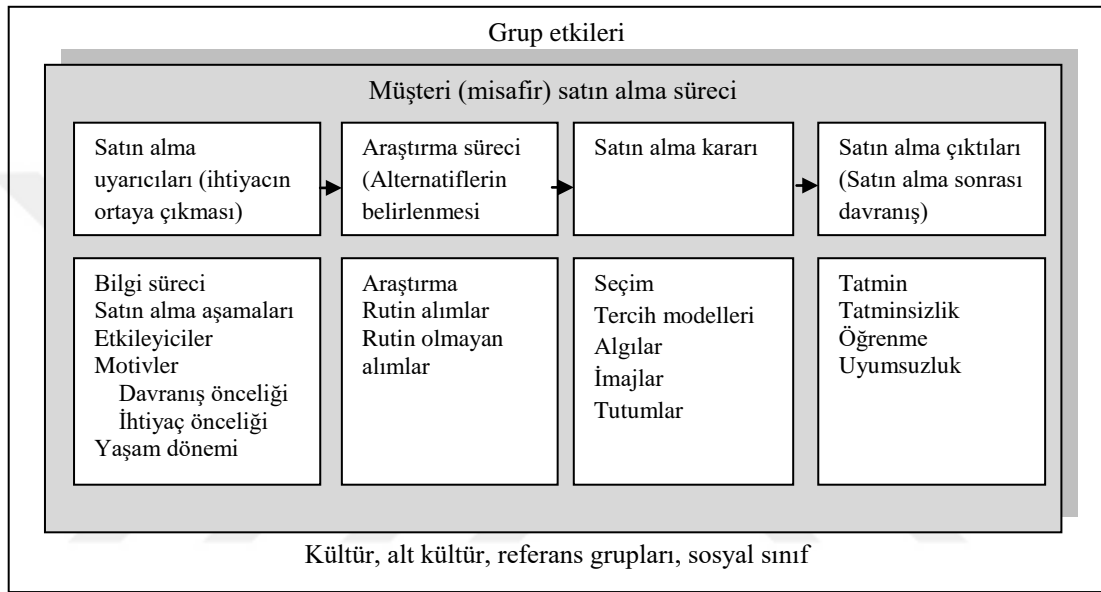 Grup etkileri
Müşteri (misafir) satın alma süreci
Satın alma
uyarıcıları (ihtiyacın
ortaya çıkması)
Araştırma süreci
(Alternatiflerin
belirlenmesi
Satın alma kararı
Satın alma çıktıları
(Satın alma sonrası
davranış)
Bilgi süreci
Satın alma aşamaları
Etkileyiciler
Motivler
Davranış önceliği
İhtiyaç önceliği
Yaşam dönemi
Araştırma
Rutin alımlar
Rutin olmayan
alımlar
Seçim
Tercih modelleri
Algılar
İmajlar
Tutumlar
Tatmin
Tatminsizlik
Öğrenme
Uyumsuzluk
Kültür, alt kültür, referans grupları, sosyal sınıf